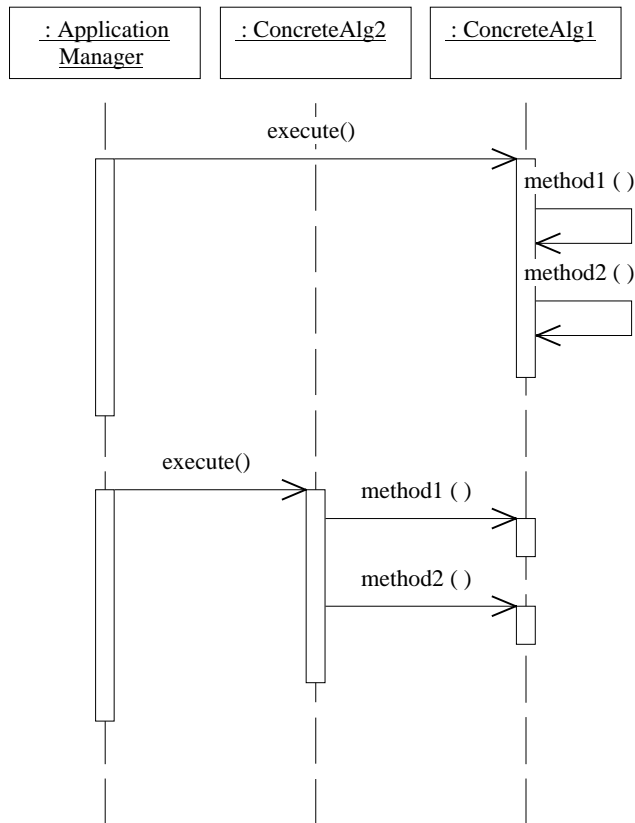 : Application
Manager
: ConcreteAlg2
: ConcreteAlg1
execute()
method1 ( )
method2 ( )
execute()
method1 ( )
method2 ( )